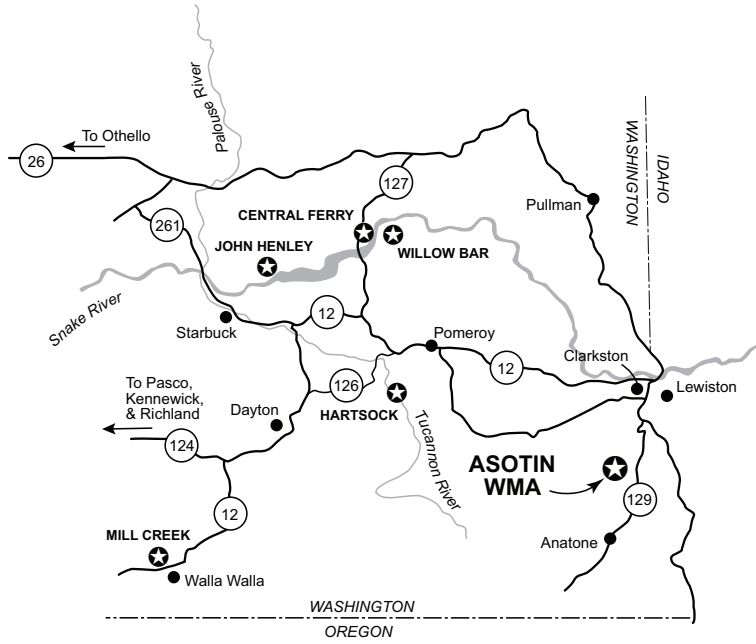 Palouse River
To Othello
26
WASHINGTON
IDAHO
127
Pullman
CENTRAL FERRY
261
JOHN HENLEY
WILLOW BAR
Snake River
12
Starbuck
Pomeroy
Clarkston
12
To Pasco,
Kennewick,
& Richland
126
Lewiston
HARTSOCK
Dayton
Tucannon River
124
ASOTIN
WMA
129
12
MILL CREEK
Anatone
Walla Walla
WASHINGTON
OREGON